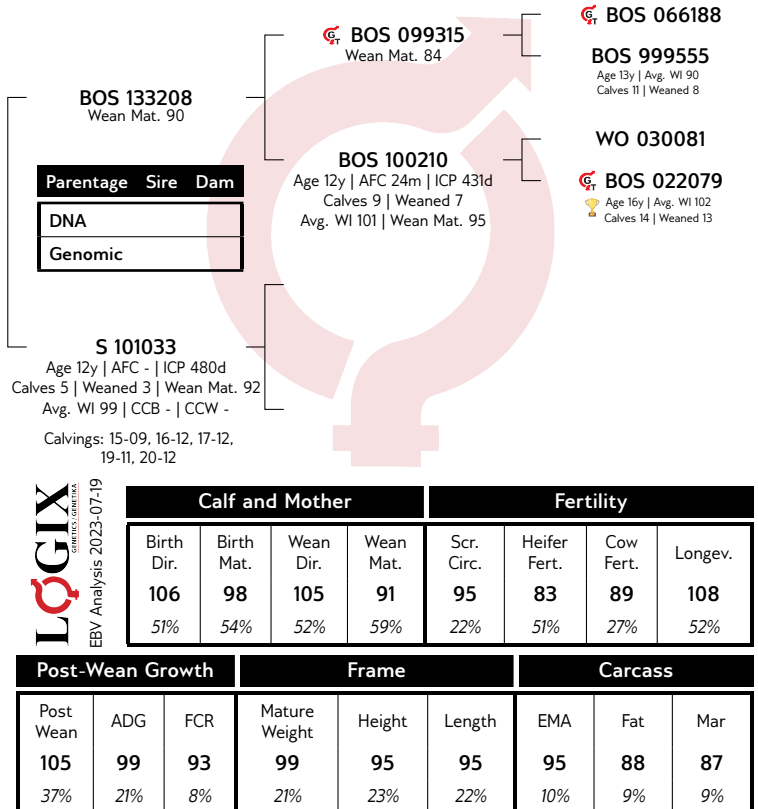 BOS 066188
BOS 099315
Wean Mat. 84
BOS 999555
Age 13y | Avg. WI 90
Calves 11 | Weaned 8
BOS 133208
Wean Mat. 90
WO 030081
BOS 100210
Age 12y | AFC 24m | ICP 431d
Calves 9 | Weaned 7
Avg. WI 101 | Wean Mat. 95
BOS 022079
Age 16y | Avg. WI 102
Calves 14 | Weaned 13
Parentage Sire Dam
DNA
Genomic
S 101033
Age 12y | AFC - | ICP 480d
Calves 5 | Weaned 3 | Wean Mat. 92
Avg. WI 99 | CCB - | CCW -
Calvings: 15-09, 16-12, 17-12,
19-11, 20-12
LOGIX
GENETICS / GENETIKA
EBV Analysis 2023-07-19
Calf and Mother Fertility
Birth Dir. Birth Mat. Wean Dir. Wean Mat. Scr. Circ. Heifer Fert. Cow Fert. Longev.
106 98 105 91 95 83 89 108
51% 54% 52% 59% 22% 51% 27% 52%
Post-Wean Growth Frame Carcass
Post Wean ADG FCR Mature Weight Height Length EMA Fat Mar
105 99 93 99 95 95 95 88 87
37% 21% 8% 21% 23% 22% 10% 9% 9%